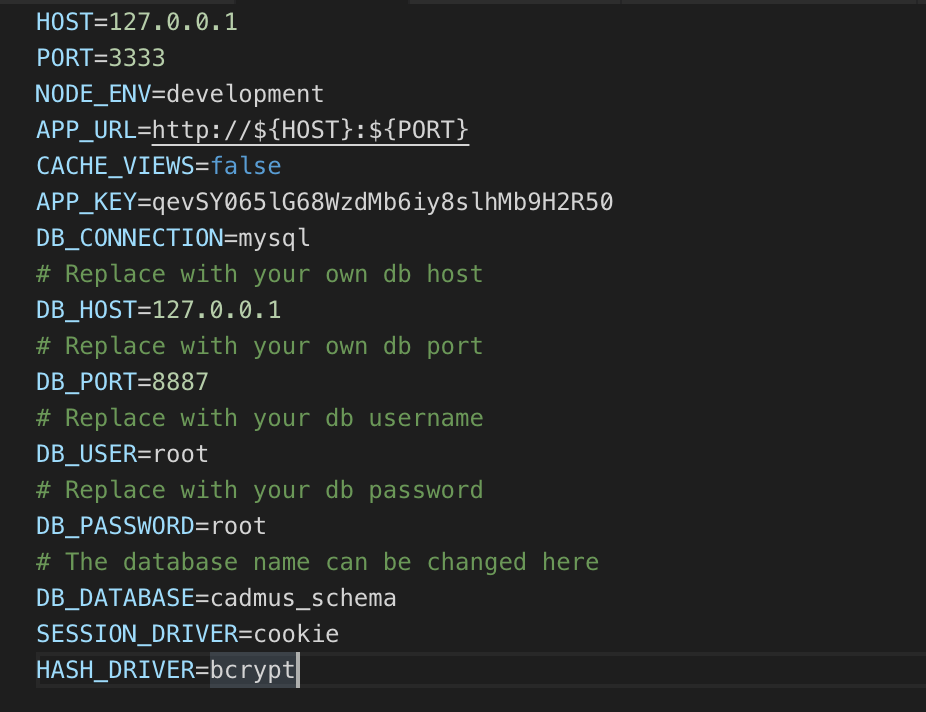 HOST=127.0.0.1
PORT=3333
NODE_ENV=development
APP_URL=http://${HOST}:${PORT}
CACHE_VIEWS=false
APP_KEY=qevSY065lG68WzdMb6iy8slhMb9H2R50
DB_CONNECTION=mysql
# Replace with your own db host
DB_HOST=127.0.0.1
# Replace with your own db port
DB_PORT=8887
# Replace with your db username
DB_USER=root
# Replace with your db password
DB_PASSWORD=root
# The database name can be changed here
DB_DATABASE=cadmus_schema
SESSION_DRIVER=cookie
HASH_DRIVER=bcrypt